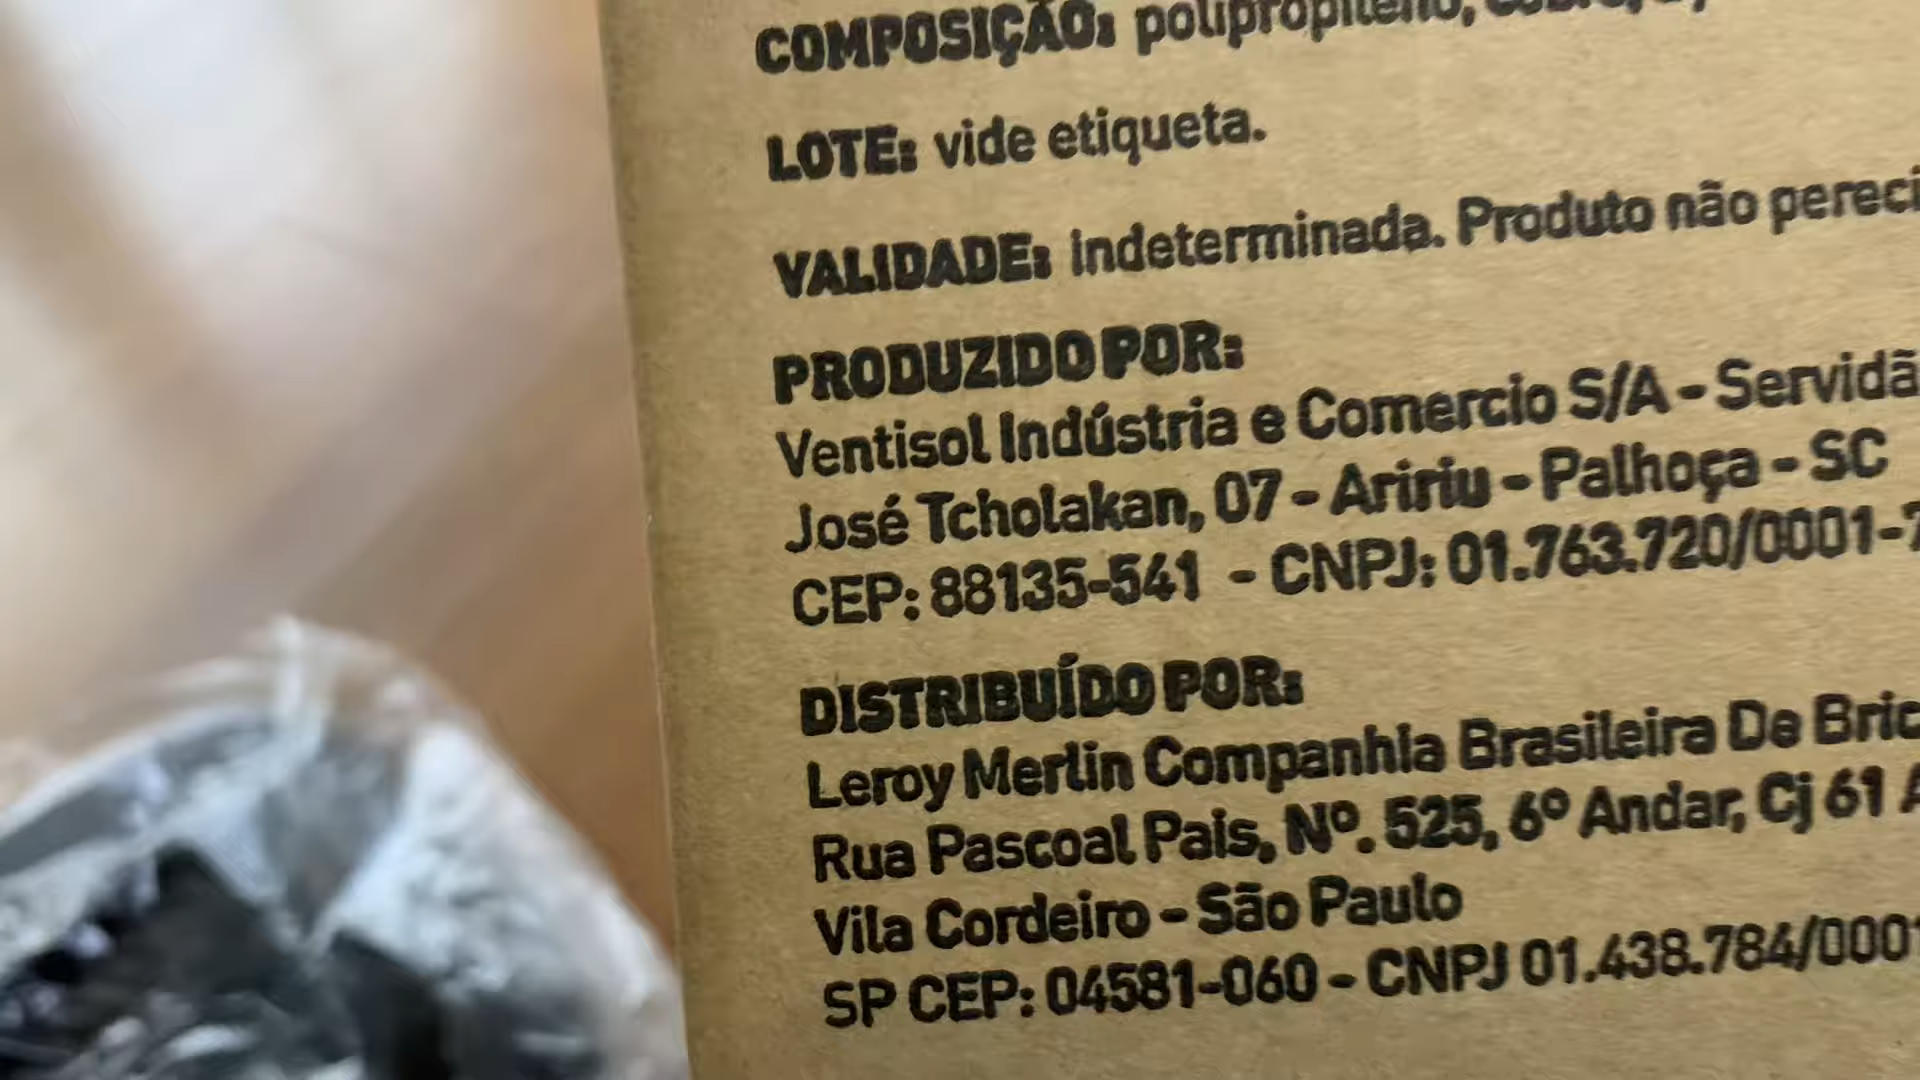 COMPOSIÇÃO: polipropileno, cobre,
LOTE: vide etiqueta.
VALIDADE: indeterminada. Produto não pereci
PRODUZIDO POR:
Ventisol Indústria e Comercio S/A - Servidã
José Tcholakan, 07 - Aririu - Palhoça - SC
CEP: 88135-541 - CNPJ: 01.763.720/0001-7
DISTRIBUÍDO POR:
Leroy Merlin Companhia Brasileira De Bric
Rua Pascoal Pais, Nº. 525, 6º Andar, Cj 61 A
Vila Cordeiro - São Paulo
SP CEP: 04581-060 - CNPJ 01.438.784/0001